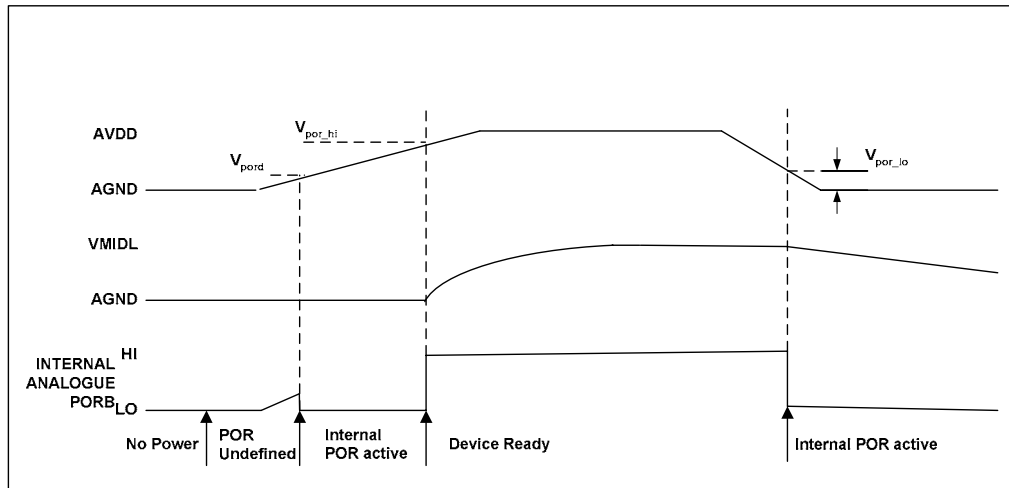 AVDD
V_por_hi
V_pord
V_por_lo
AGND
VMIDL
AGND
HI
INTERNAL
ANALOGUE
PORB
LO
No Power
POR
Undefined
Internal
POR active
Device Ready
Internal POR active